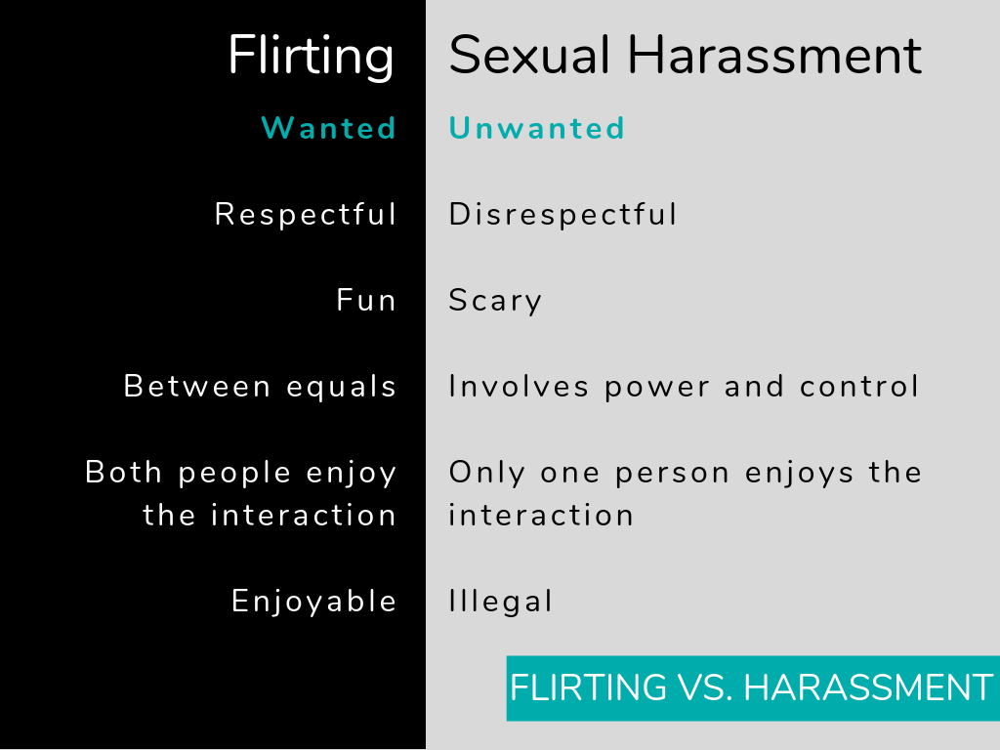 Flirting
Wanted
Respectful
Fun
Between equals
Both people enjoy
the interaction
Enjoyable
Sexual Harassment
Unwanted
Disrespectful
Scary
Involves power and control
Only one person enjoys the
interaction
Illegal
FLIRTING VS. HARASSMENT